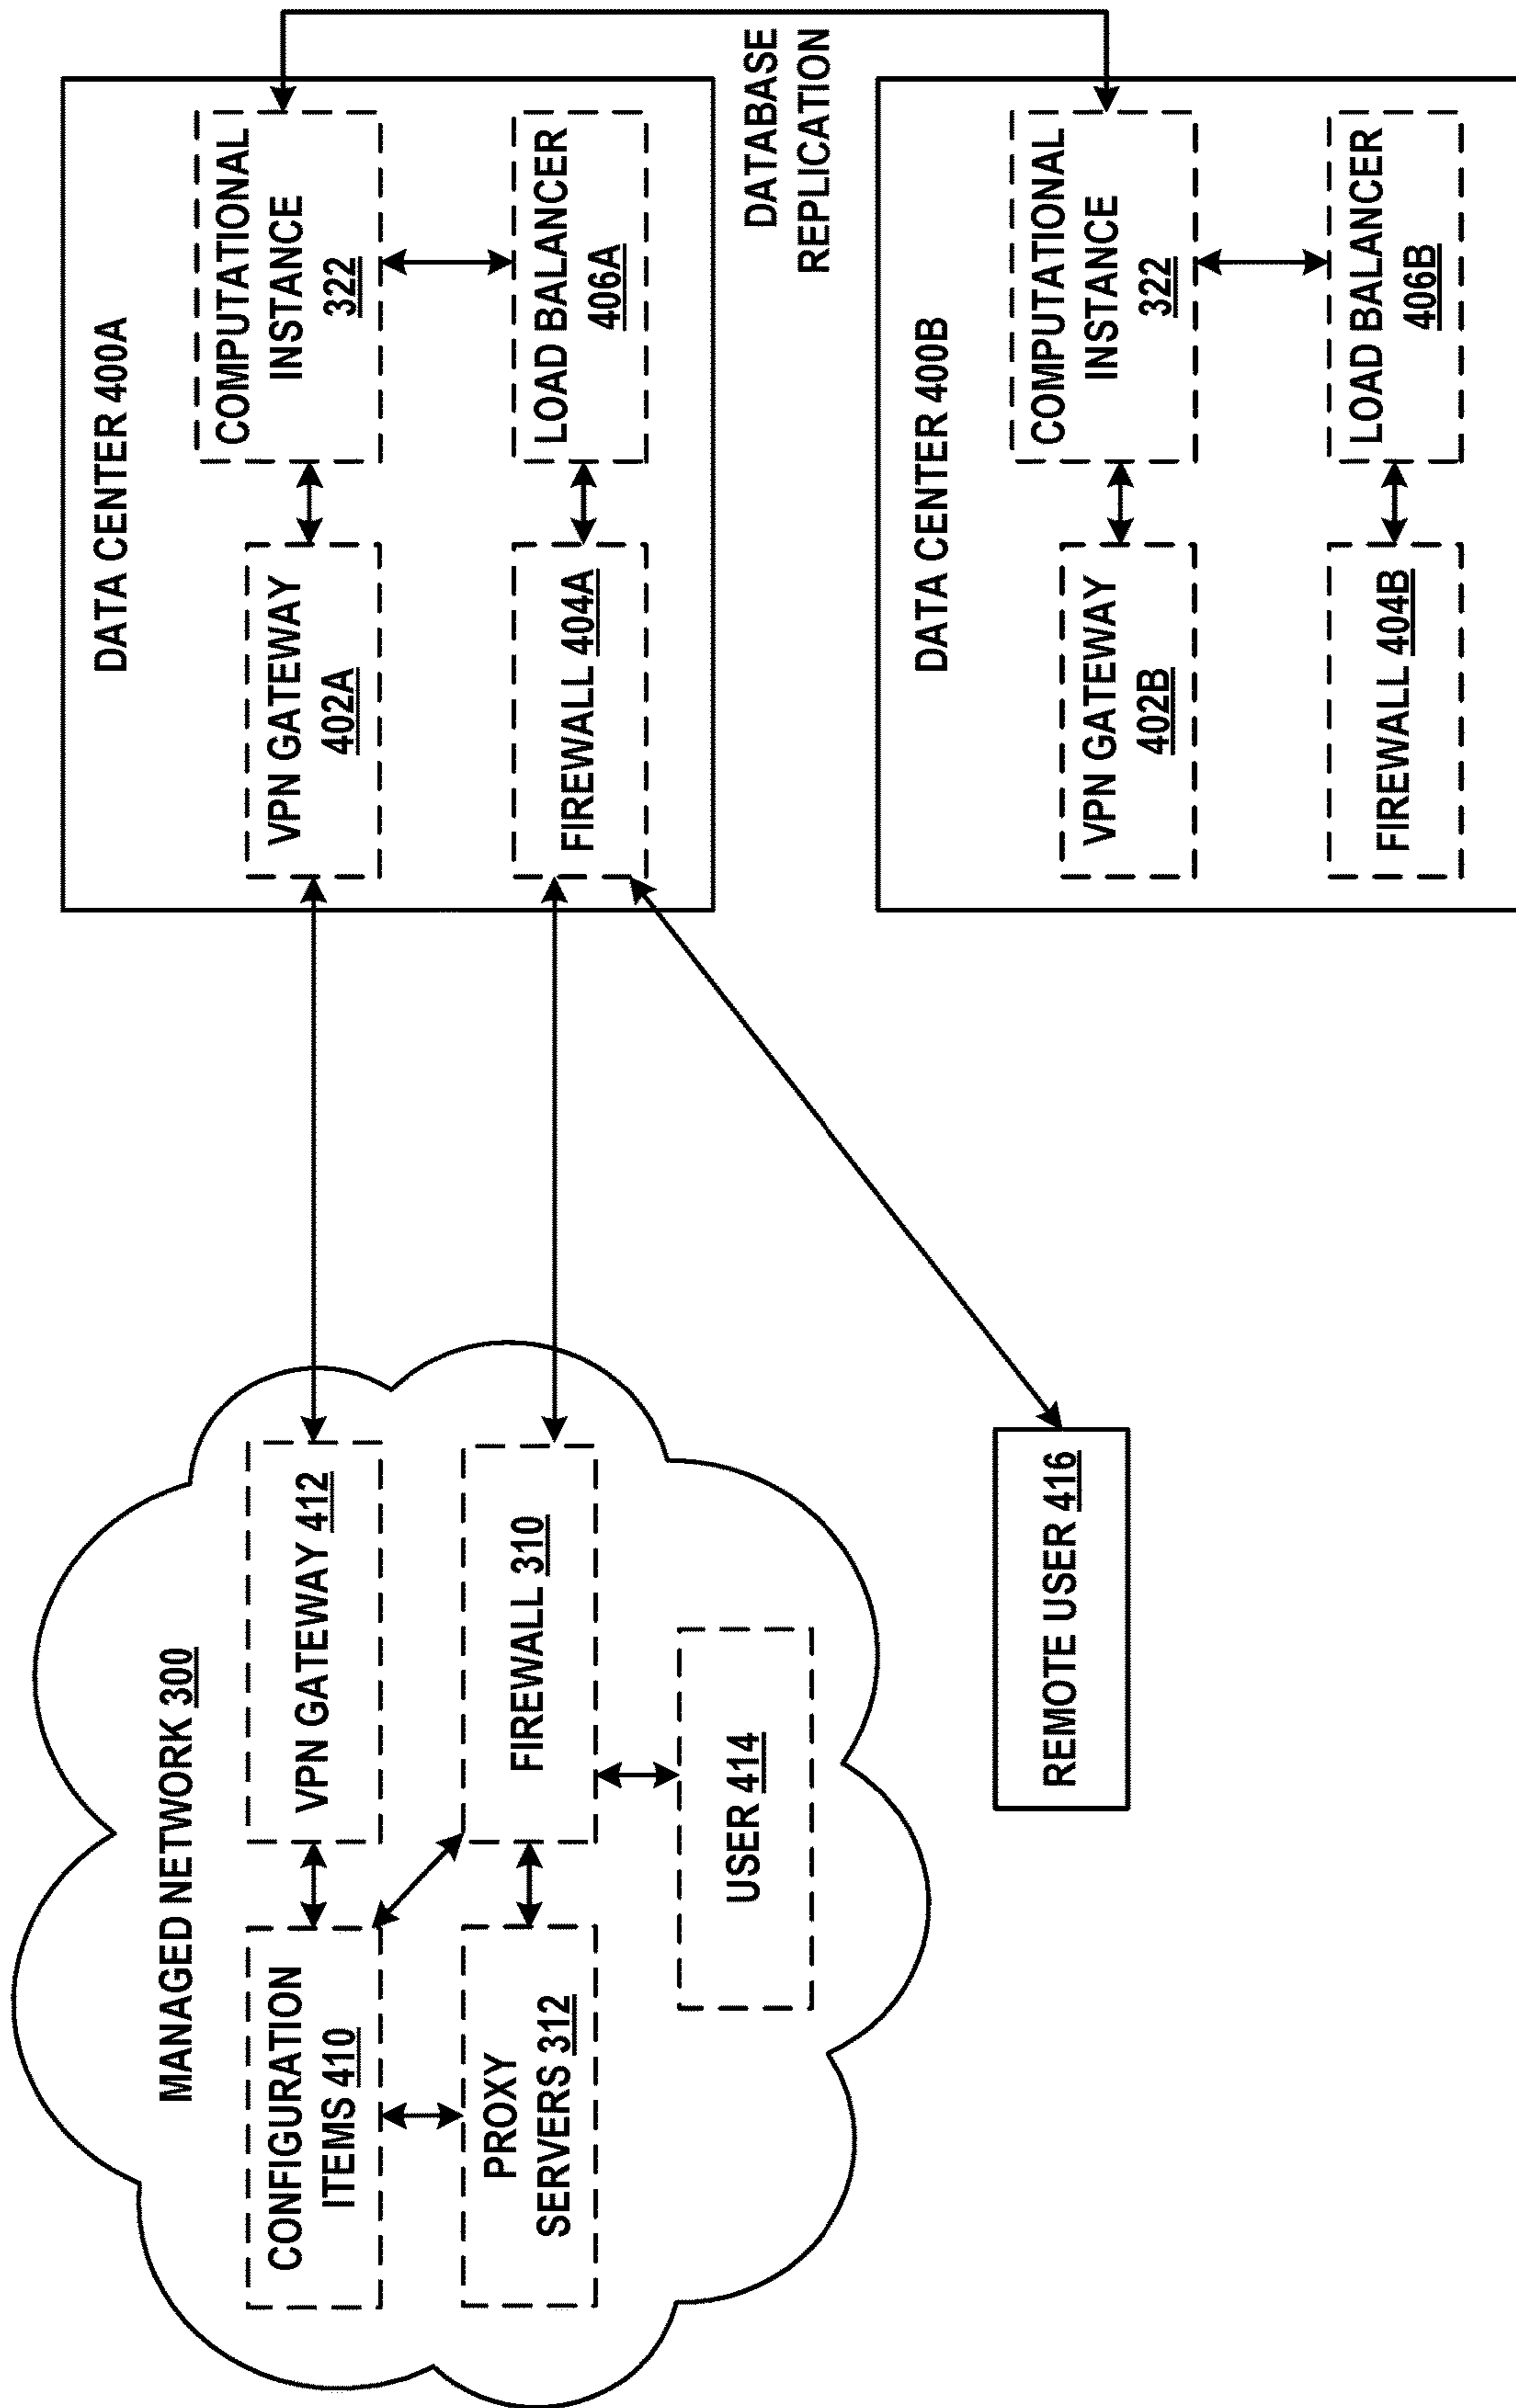 MANAGED NETWORK 300
CONFIGURATION
ITEMS 410
VPN GATEWAY 412
PROXY
SERVERS 312
FIREWALL 310
USER 414
REMOTE USER 416
DATA CENTER 400A
VPN GATEWAY
402A
COMPUTATIONAL
INSTANCE
322
FIREWALL 404A
LOAD BALANCER
406A
DATABASE
REPLICATION
DATA CENTER 400B
VPN GATEWAY
402B
COMPUTATIONAL
INSTANCE
322
FIREWALL 404B
LOAD BALANCER
406B